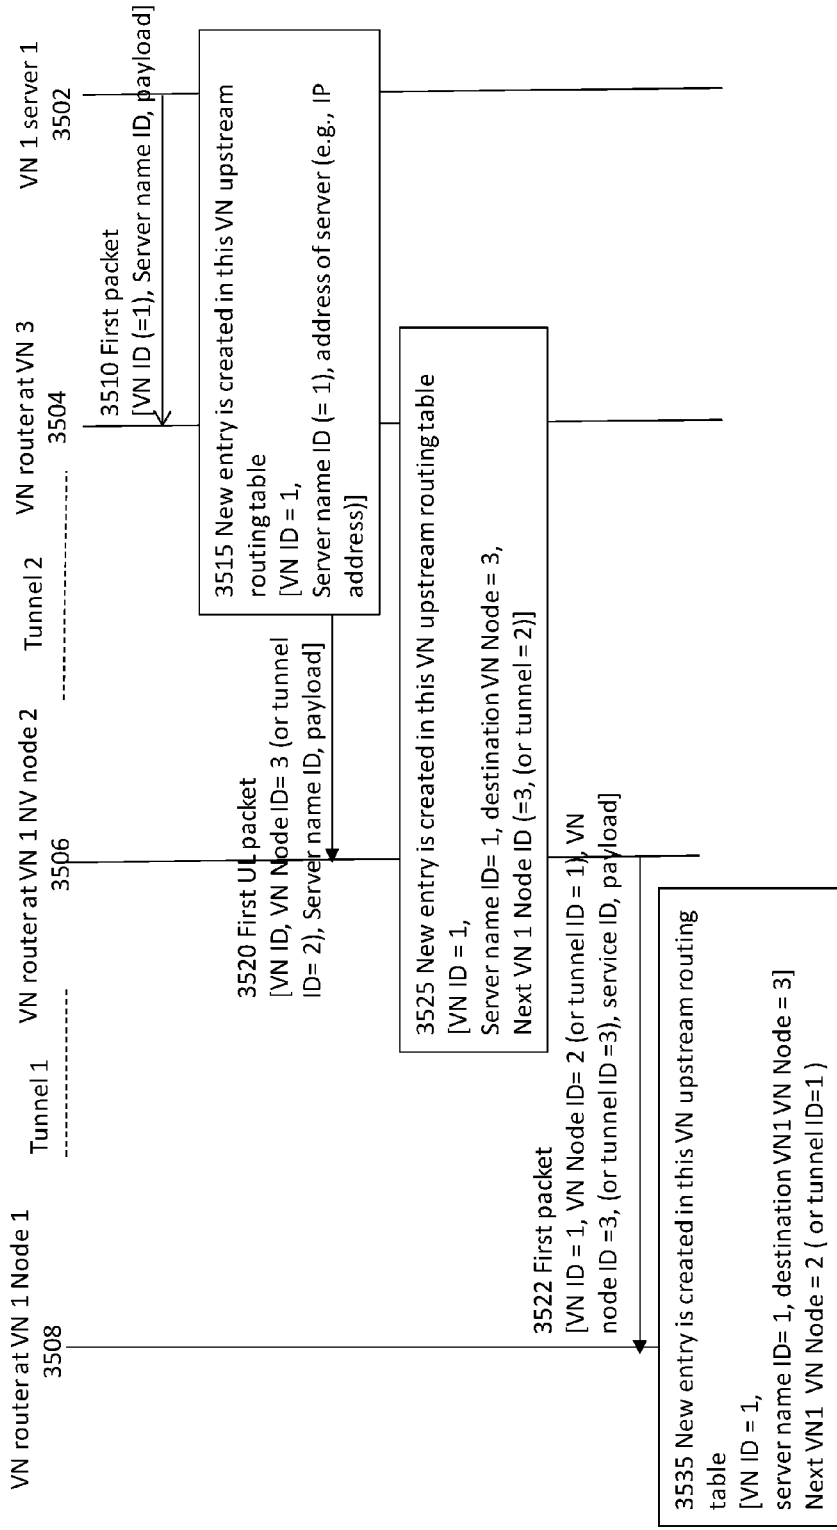 VN router at VN 1 Node 1
3508
Tunnel 1
VN router at VN 1 NV node 2
3506
Tunnel 2
VN router at VN 3
3504
VN 1 server 1
3502
3510 First packet
[VN ID (=1), Server name ID, payload]
3515 New entry is created in this VN upstream
routing table
[VN ID = 1,
Server name ID (= 1), address of server (e.g., IP
address)]
3520 First UL packet
[VN ID, VN Node ID= 3 (or tunnel
ID= 2), Server name ID, payload]
3525 New entry is created in this VN upstream routing table
[VN ID = 1,
Server name ID= 1, destination VN Node = 3,
Next VN 1 Node ID (=3, (or tunnel = 2)]
3522 First packet
[VN ID = 1, VN Node ID= 2 (or tunnel ID = 1), VN
node ID =3, (or tunnel ID =3), service ID, payload]
3535 New entry is created in this VN upstream routing
table
[VN ID = 1,
server name ID= 1, destination VN1 VN Node = 3]
Next VN1 VN Node = 2 ( or tunnel ID=1 )